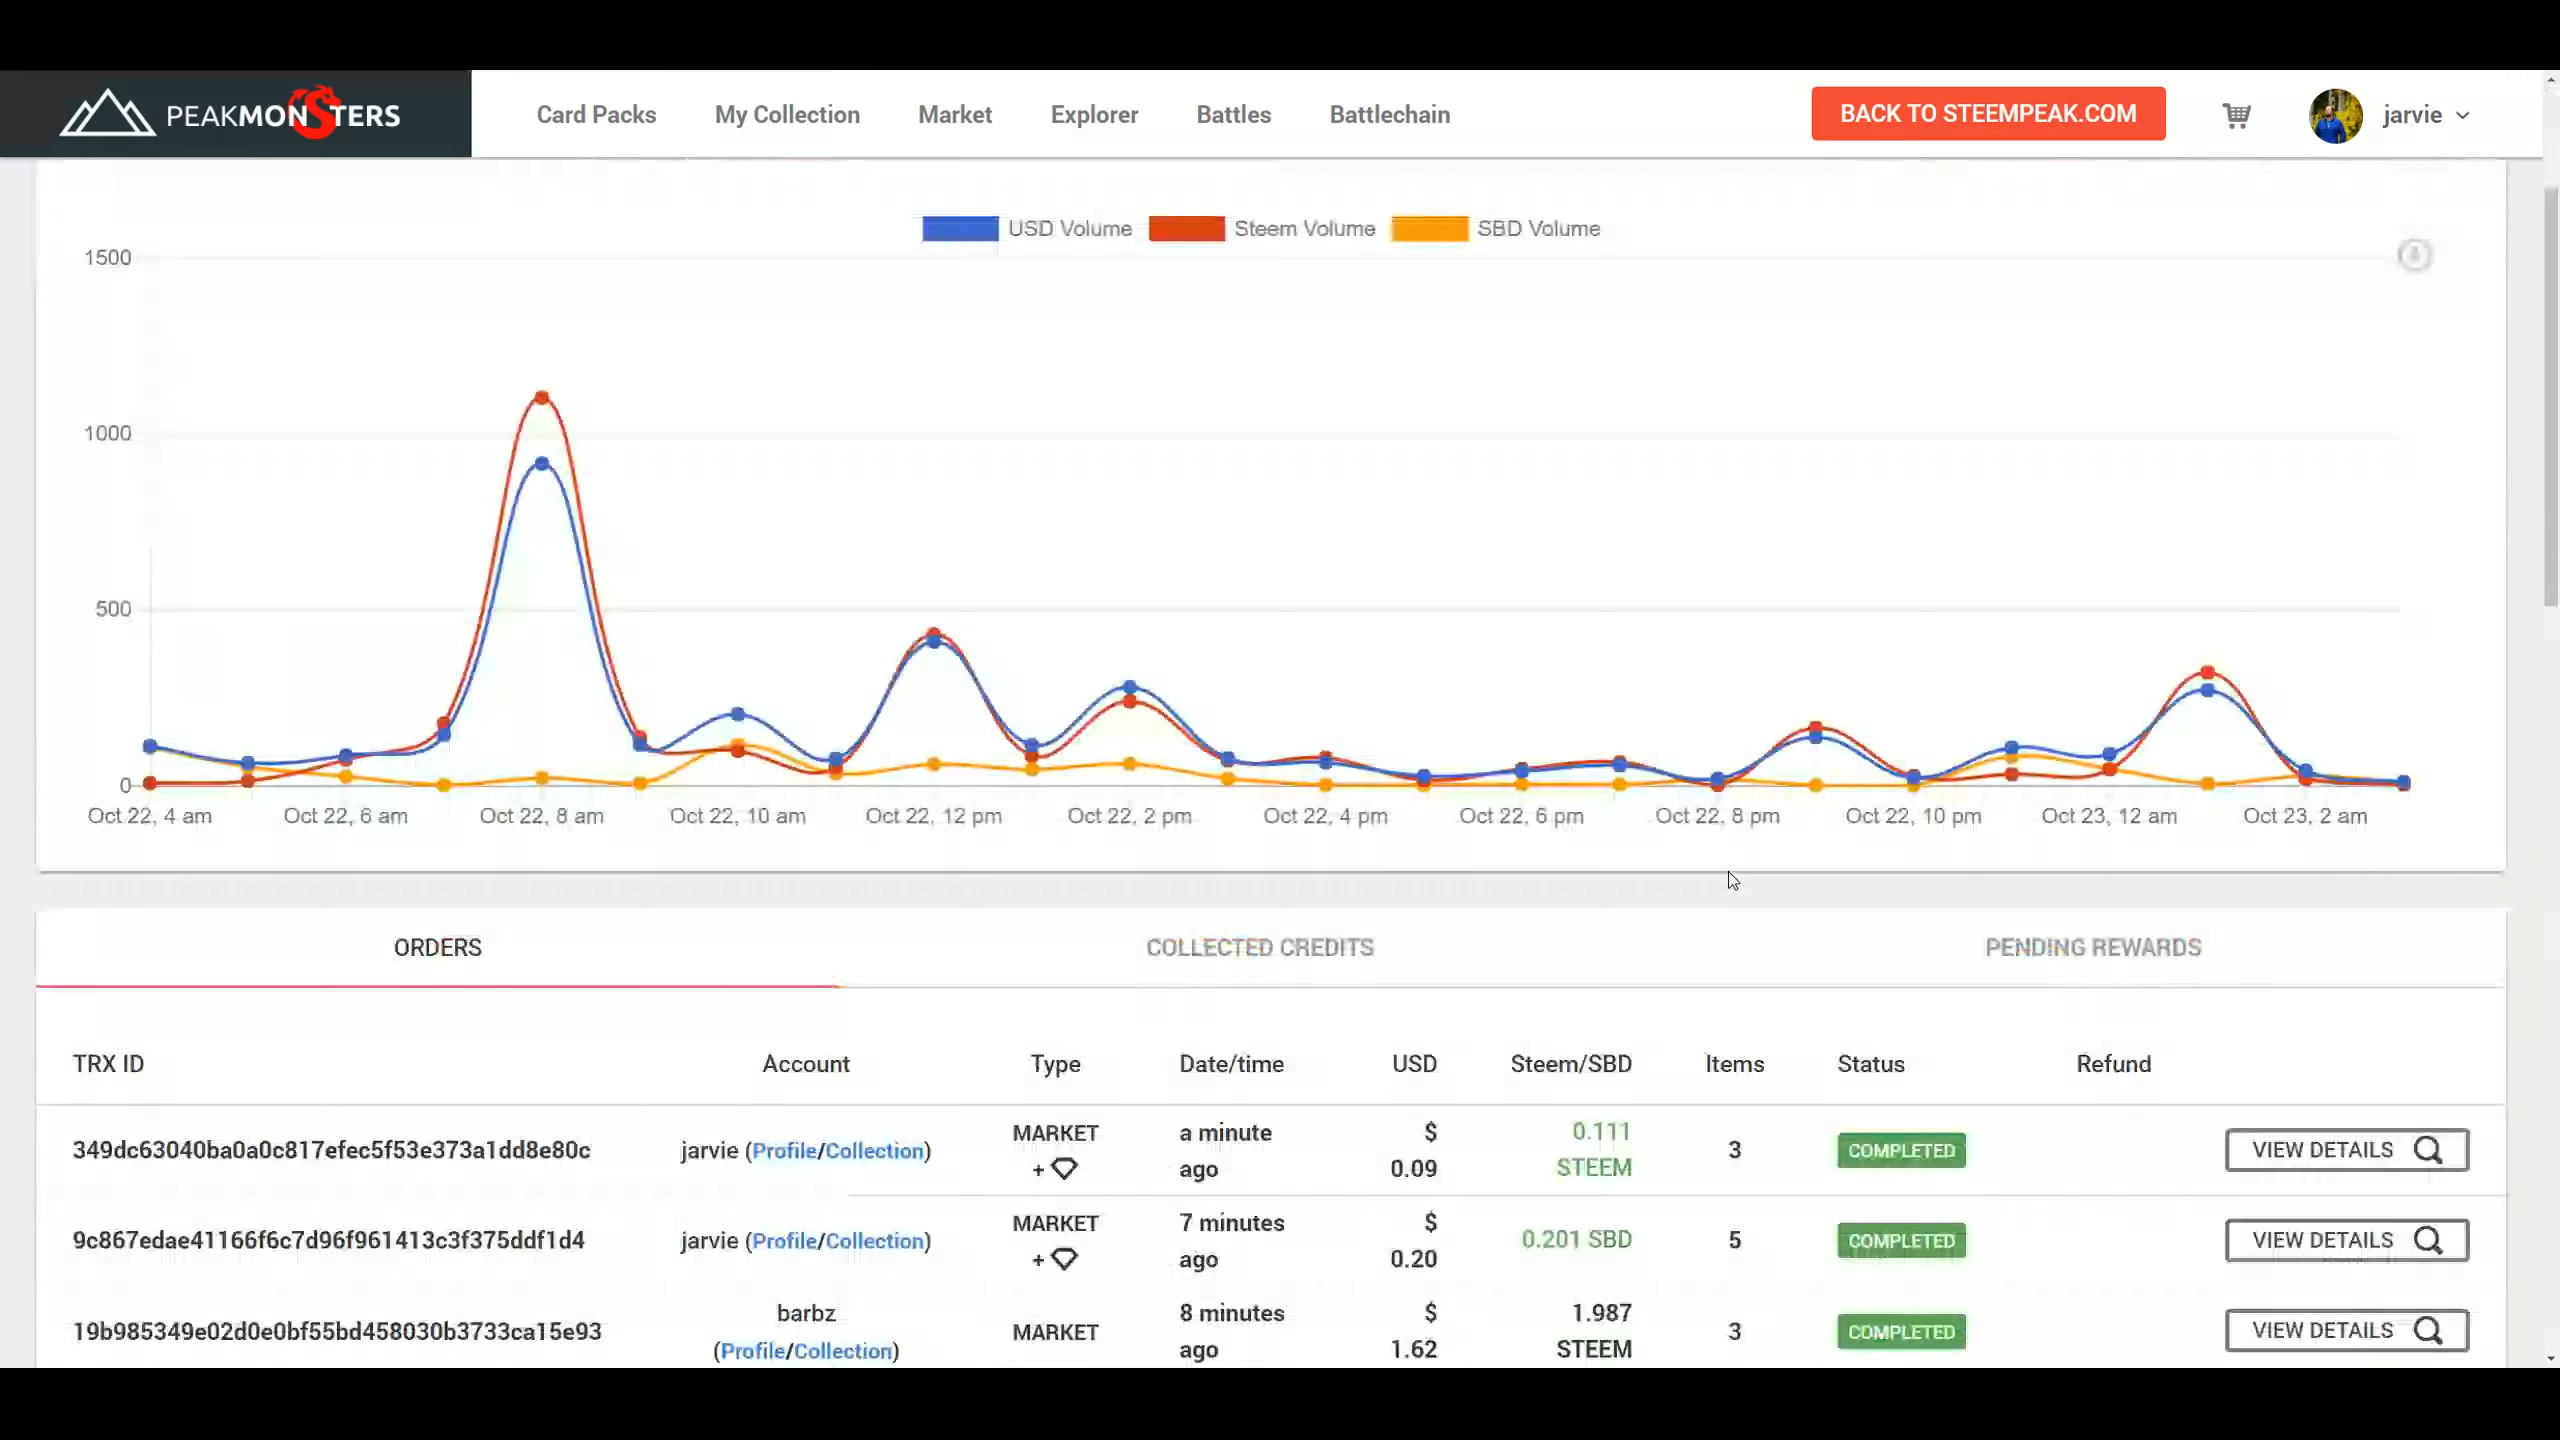 PEAKMONSTERS Card Packs My Collection Market Explorer Battles Battlechain BACK TO STEEMPEAK.COM jarvie
USD Volume Steem Volume SBD Volume
1500
1000
500
0
Oct 22, 4 am Oct 22, 6 am Oct 22, 8 am Oct 22, 10 am Oct 22, 12 pm Oct 22, 2 pm Oct 22, 4 pm Oct 22, 6 pm Oct 22, 8 pm Oct 22, 10 pm Oct 23, 12 am Oct 23, 2 am
ORDERS COLLECTED CREDITS PENDING REWARDS
TRX ID Account Type Date/time USD Steem/SBD Items Status Refund
MARKET a minute $ 0.111
349dc63040ba0a0c817efec5f53e373a1dd8e80c jarvie (Profile/Collection) 3 COMPLETED VIEW DETAILS
+ ago 0.09 STEEM
MARKET 7 minutes $
9c867edae41166f6c7d96f961413c3f375ddf1d4 jarvie (Profile/Collection) 0.201 SBD 5 COMPLETED VIEW DETAILS
+ ago 0.20
barbz 8 minutes $ 1.987
19b985349e02d0e0bf55bd458030b3733ca15e93 MARKET 3 COMPLETED VIEW DETAILS
(Profile/Collection) ago 1.62 STEEM